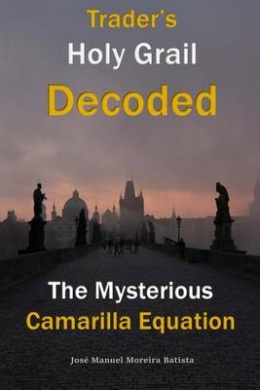 Trader's
Holy Grail
Decoded
The Mysterious
Camarilla Equation
José Manuel Moreira Batista